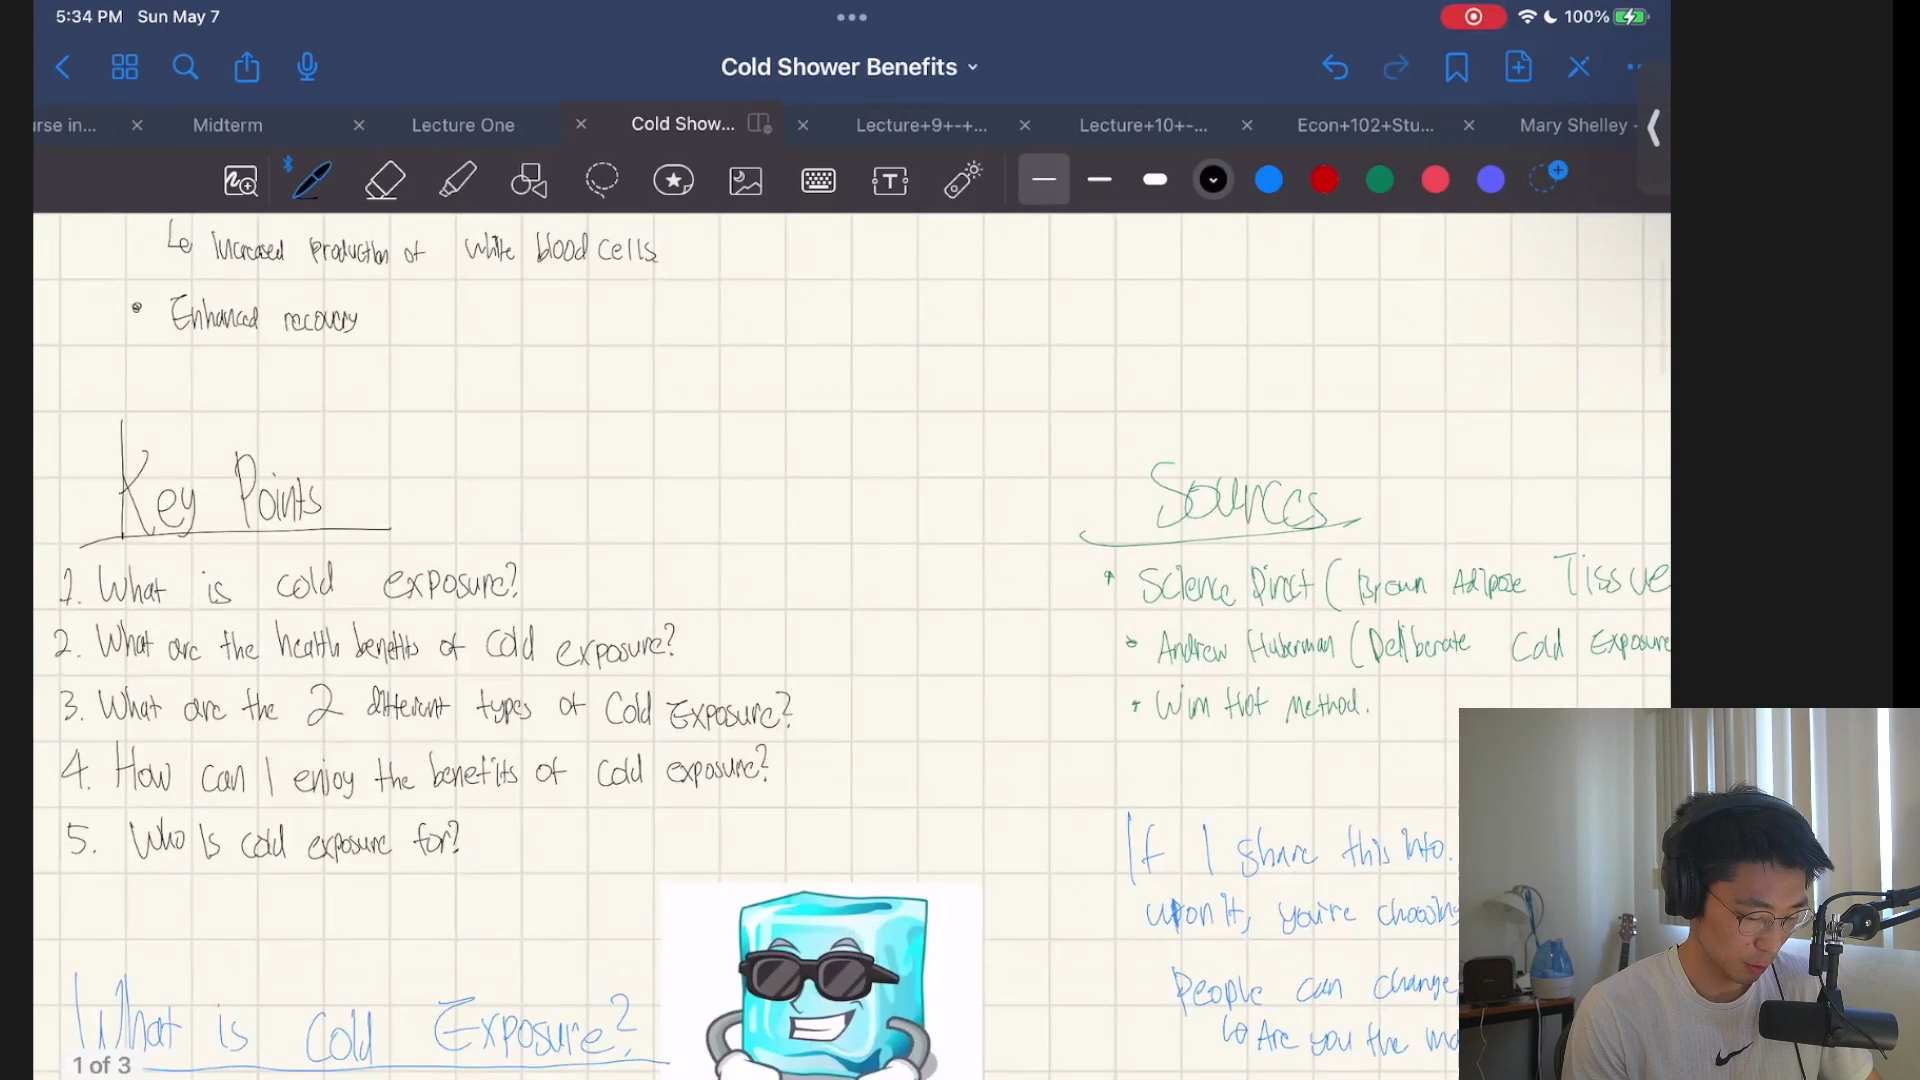 5:34 PM Sun May 7
100%
Cold Shower Benefits
urse in...
Midterm
Lecture One
Cold Show...
Lecture+9+-+...
Lecture+10+-...
Econ+102+Stu...
Mary Shelley -
Increased production of white blood cells
• Enhanced recovery
Key Points
1. What is cold exposure?
2. What are the health benefits of cold exposure?
3. What are the 2 different types of Cold Exposure?
4. How can I enjoy the benefits of cold exposure?
5. Who Is cold exposure for?
Sources
• Science Direct (Brown Adipose Tissue
• Andrew Huberman (Deliberate Cold Exposure
• Wim Hof method.
If I share this info.
upon it, you're choosing
People can change
↳ Are you the
What is Cold Exposure?
1 of 3